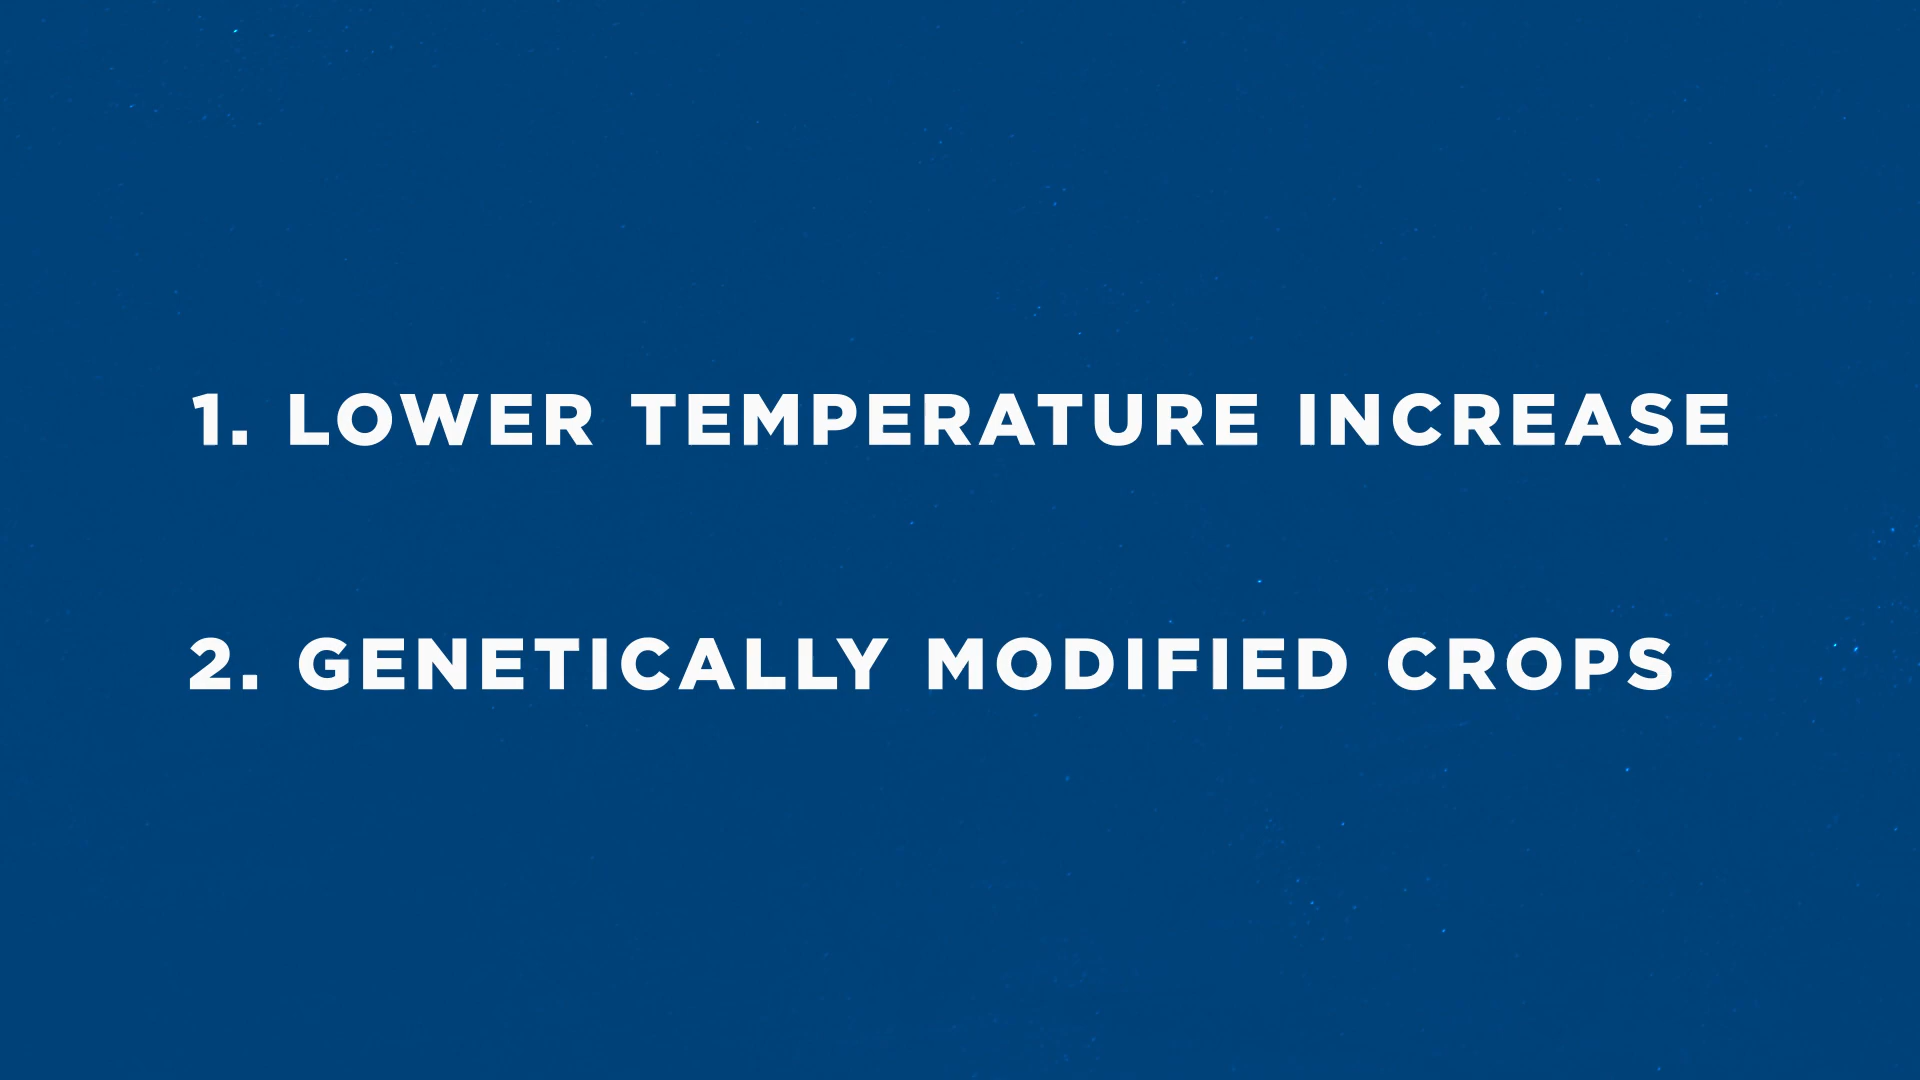 1. LOWER TEMPERATURE INCREASE
2. GENETICALLY MODIFIED CROPS